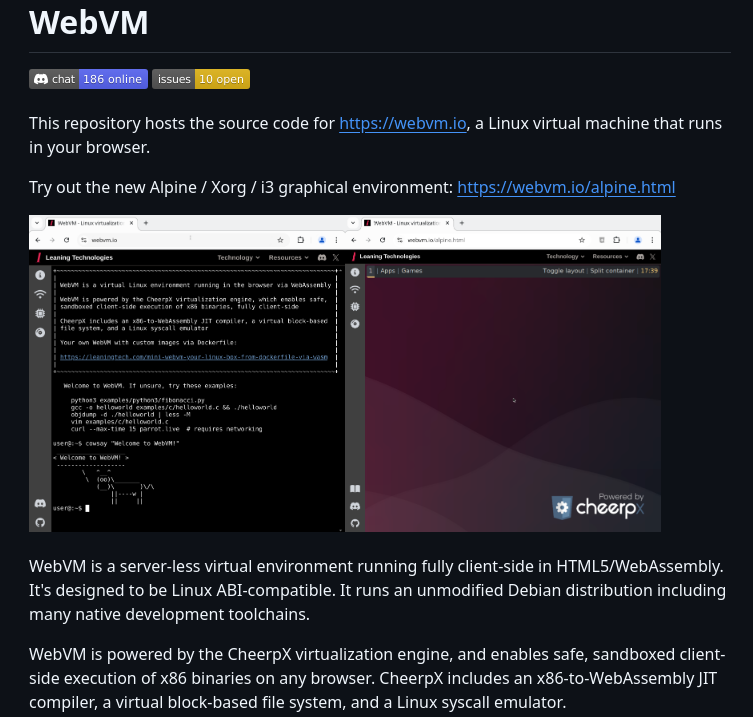 WebVM
chat 186 online issues 10 open
This repository hosts the source code for https://webvm.io, a Linux virtual machine that runs
in your browser.
Try out the new Alpine / Xorg / i3 graphical environment: https://webvm.io/alpine.html
WebVM - Linux virtualizatio
webvm.io
Leaning Technologies Technology Resources
WebVM is a virtual Linux environment running in the browser via WebAssembly
WebVM is powered by the CheerpX virtualization engine, which enables safe,
sandboxed client-side execution of x86 binaries, fully client-side
CheerpX includes an x86-to-WebAssembly JIT compiler, a virtual block-based
file system, and a Linux syscall emulator
Your own WebVM with custom images via Dockerfile:
https://leaningtech.com/mini-webvm-your-linux-box-from-dockerfile-via-wasm
Welcome to WebVM. If unsure, try these examples:
python3 examples/python3/fibonacci.py
gcc -o helloworld examples/c/helloworld.c && ./helloworld
objdump -d ./helloworld | less -M
vim examples/c/helloworld.c
curl --max-time 15 parrot.live # requires networking
user@:~$ cowsay "Welcome to WebVM!"
< Welcome to WebVM! >
user@:~$
WebVM - Linux virtualizatio
webvm.io/alpine.html
Leaning Technologies Technology Resources
1 | Apps | Games Toggle layout | Split container | 17:39
Powered by
cheerpx
WebVM is a server-less virtual environment running fully client-side in HTML5/WebAssembly.
It's designed to be Linux ABI-compatible. It runs an unmodified Debian distribution including
many native development toolchains.
WebVM is powered by the CheerpX virtualization engine, and enables safe, sandboxed client-
side execution of x86 binaries on any browser. CheerpX includes an x86-to-WebAssembly JIT
compiler, a virtual block-based file system, and a Linux syscall emulator.